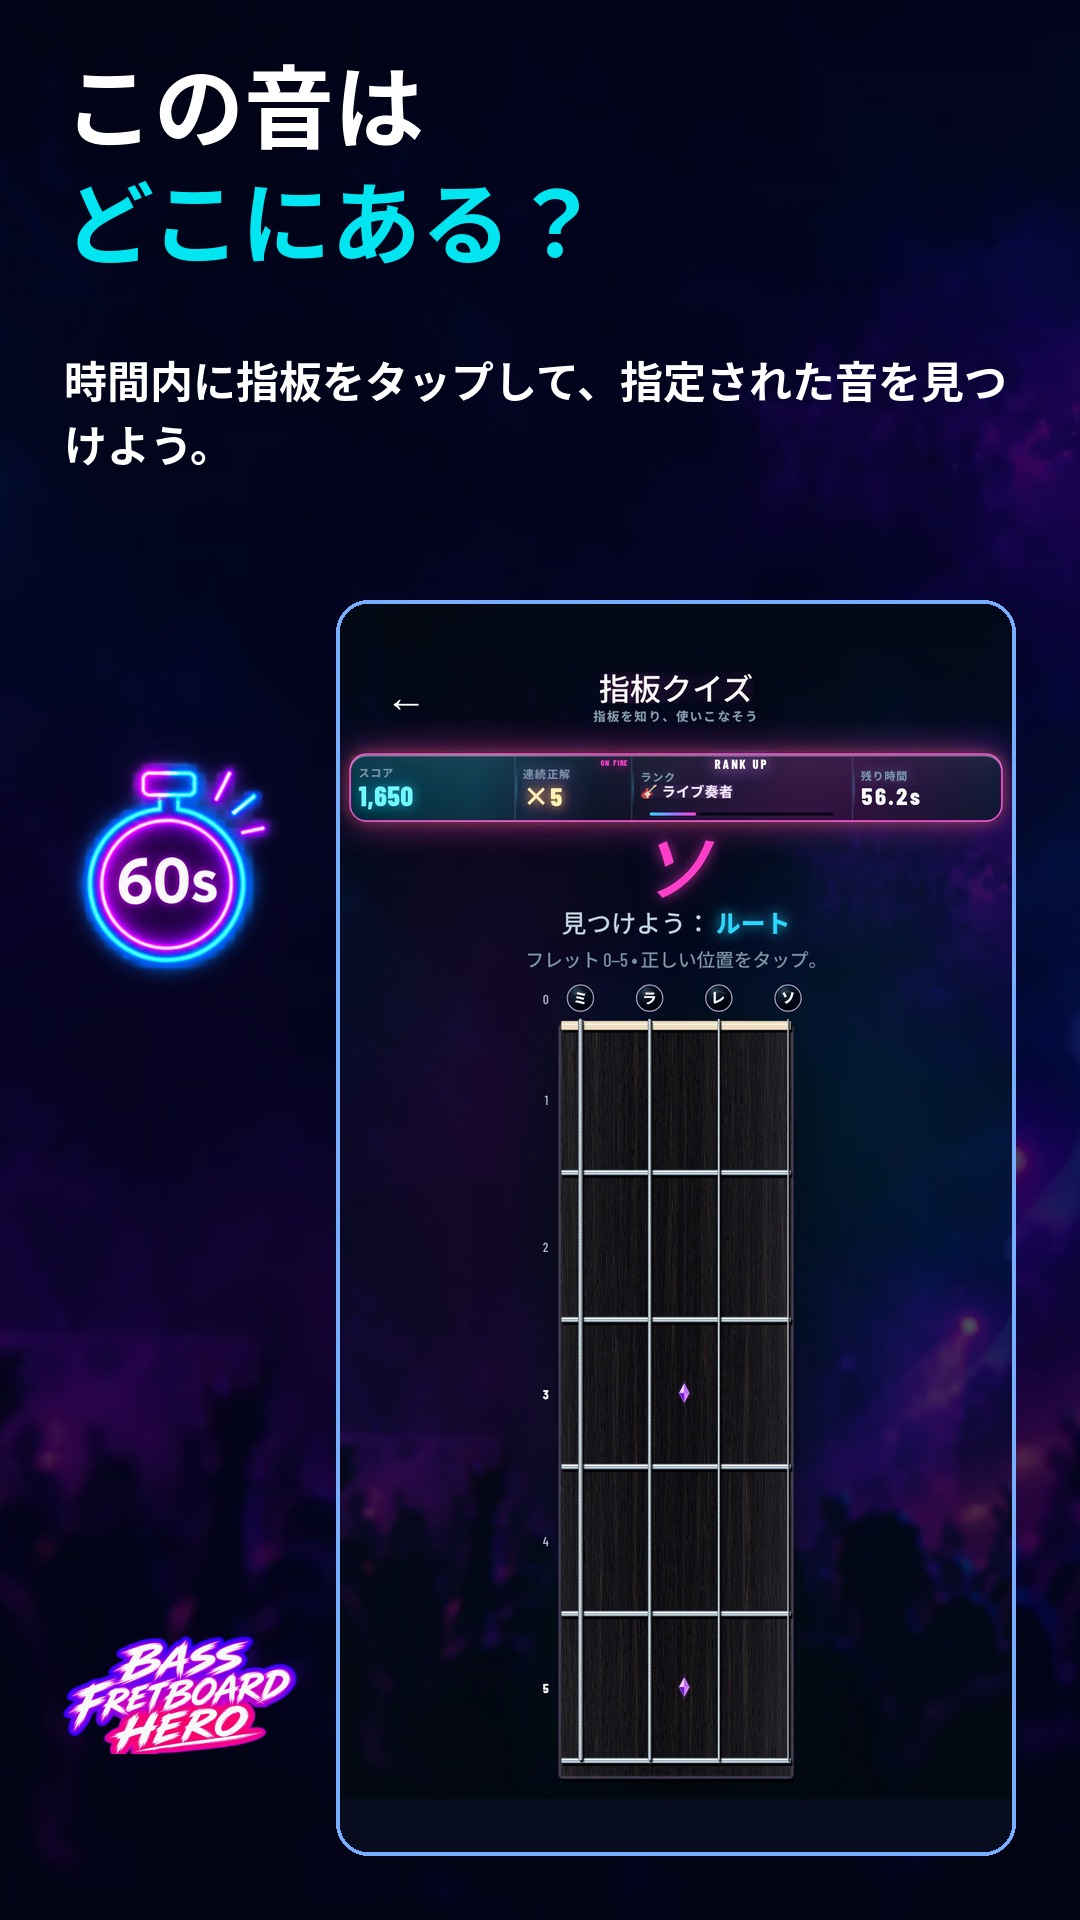 この音は
どこにある？
時間内に指板をタップして、指定された音を見つ
けよう。
←
指板クイズ
指板を知り、使いこなそう
スコア
1,650
連続正解
ON FIRE
×5
RANK UP
ランク
ライブ奏者
残り時間
56.2s
ソ
見つけよう： ルート
フレット 0–5 • 正しい位置をタップ。
0 ミ ラ レ ソ
1
2
3
4
5
60s
BASS
FRETBOARD
HERO